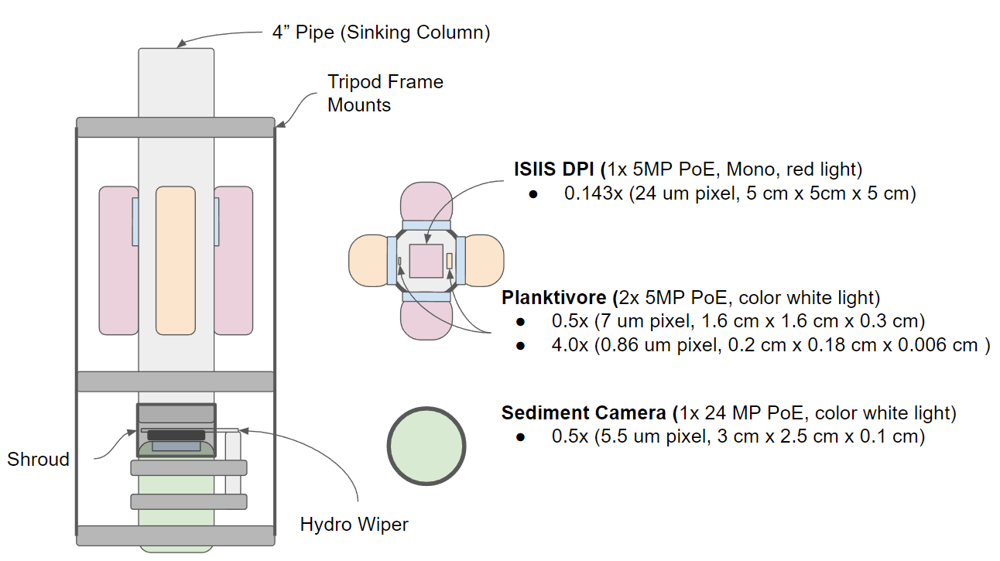 4” Pipe (Sinking Column)
Tripod Frame
Mounts
ISIIS DPI (1x 5MP PoE, Mono, red light)
● 0.143x (24 um pixel, 5 cm x 5cm x 5 cm)
Planktivore (2x 5MP PoE, color white light)
● 0.5x (7 um pixel, 1.6 cm x 1.6 cm x 0.3 cm)
● 4.0x (0.86 um pixel, 0.2 cm x 0.18 cm x 0.006 cm )
Sediment Camera (1x 24 MP PoE, color white light)
● 0.5x (5.5 um pixel, 3 cm x 2.5 cm x 0.1 cm)
Shroud
Hydro Wiper